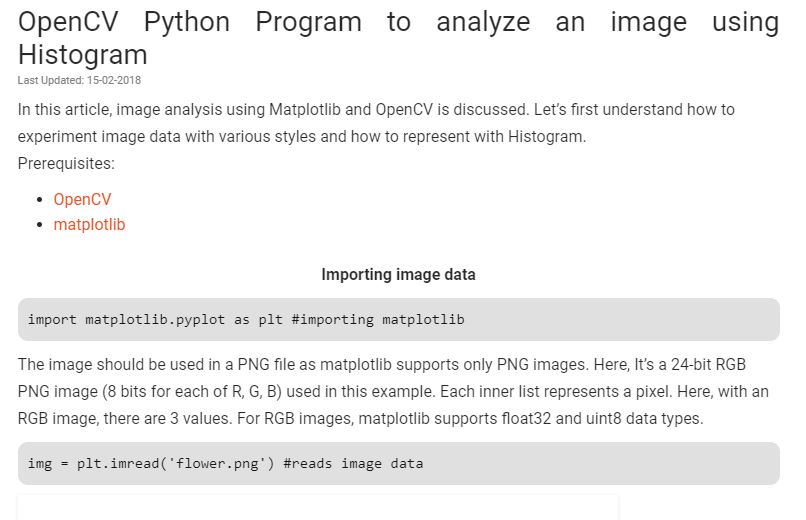 OpenCV Python Program to analyze an image using
Histogram
Last Updated: 15-02-2018
In this article, image analysis using Matplotlib and OpenCV is discussed. Let’s first understand how to
experiment image data with various styles and how to represent with Histogram.
Prerequisites:
• OpenCV
• matplotlib
Importing image data
import matplotlib.pyplot as plt #importing matplotlib
The image should be used in a PNG file as matplotlib supports only PNG images. Here, It’s a 24-bit RGB
PNG image (8 bits for each of R, G, B) used in this example. Each inner list represents a pixel. Here, with an
RGB image, there are 3 values. For RGB images, matplotlib supports float32 and uint8 data types.
img = plt.imread('flower.png') #reads image data